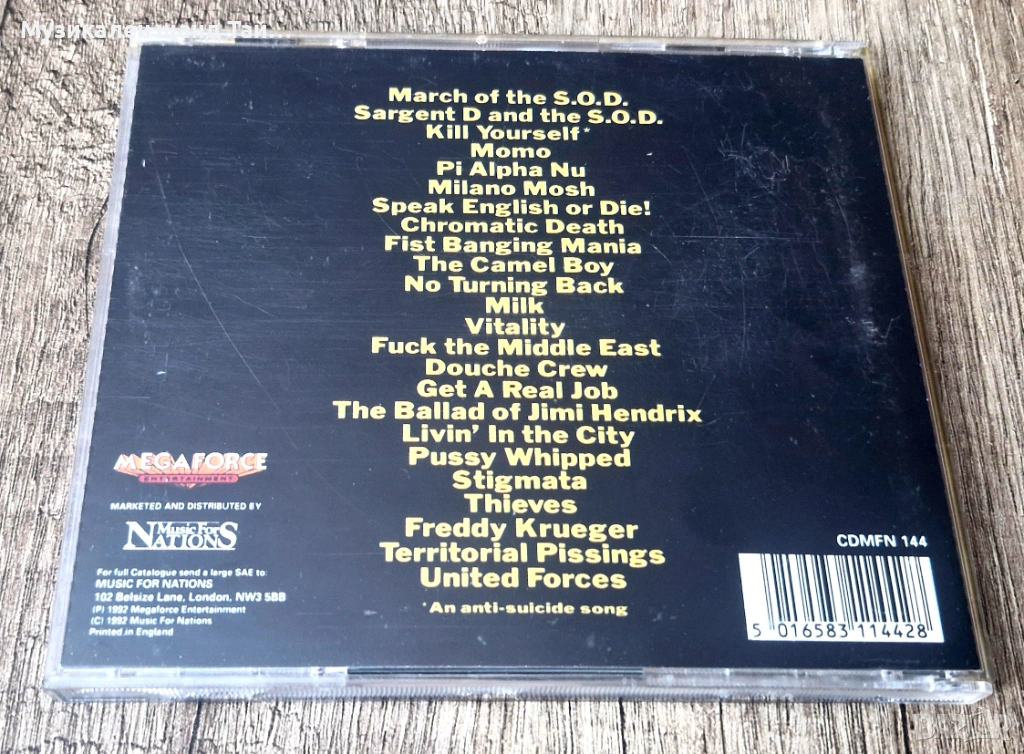 Музикален
March of the S.O.D.
Sargent D and the S.O.D.
Kill Yourself*
Momo
Pi Alpha Nu
Milano Mosh
Speak English or Die!
Chromatic Death
Fist Banging Mania
The Camel Boy
No Turning Back
Milk
Vitality
Fuck the Middle East
Douche Crew
Get A Real Job
The Ballad of Jimi Hendrix
Livin' In the City
Pussy Whipped
Stigmata
Thieves
Freddy Krueger
Territorial Pissings
United Forces
*An anti-suicide song
MEGAFORCE
ENTERTAINMENT
MARKETED AND DISTRIBUTED BY
Music For
NATIONS
For full Catalogue send a large SAE to:
MUSIC FOR NATIONS
102 Belsize Lane, London, NW3 5BB
(P) 1992 Megaforce Entertainment
(C) 1992 Music For Nations
Printed in England
CDMFN 144
5 016583 114428